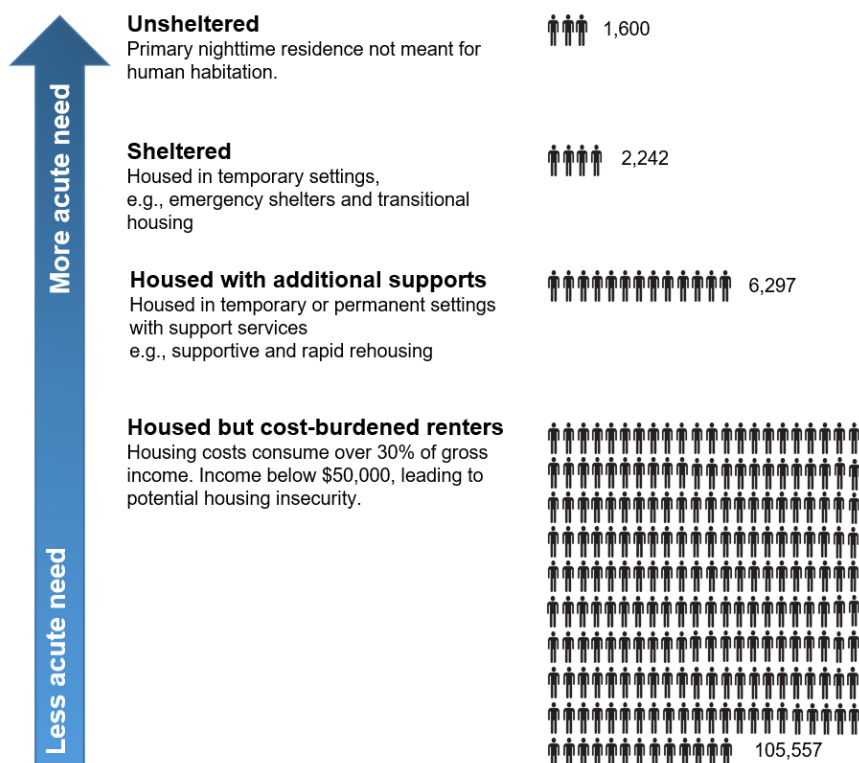 Unsheltered
Primary nighttime residence not meant for
human habitation.
1,600
More acute need
Sheltered
Housed in temporary settings,
e.g., emergency shelters and transitional
housing
2,242
Housed with additional supports
Housed in temporary or permanent settings
with support services
e.g., supportive and rapid rehousing
6,297
Housed but cost-burdened renters
Housing costs consume over 30% of gross
income. Income below $50,000, leading to
potential housing insecurity.
105,557
Less acute need